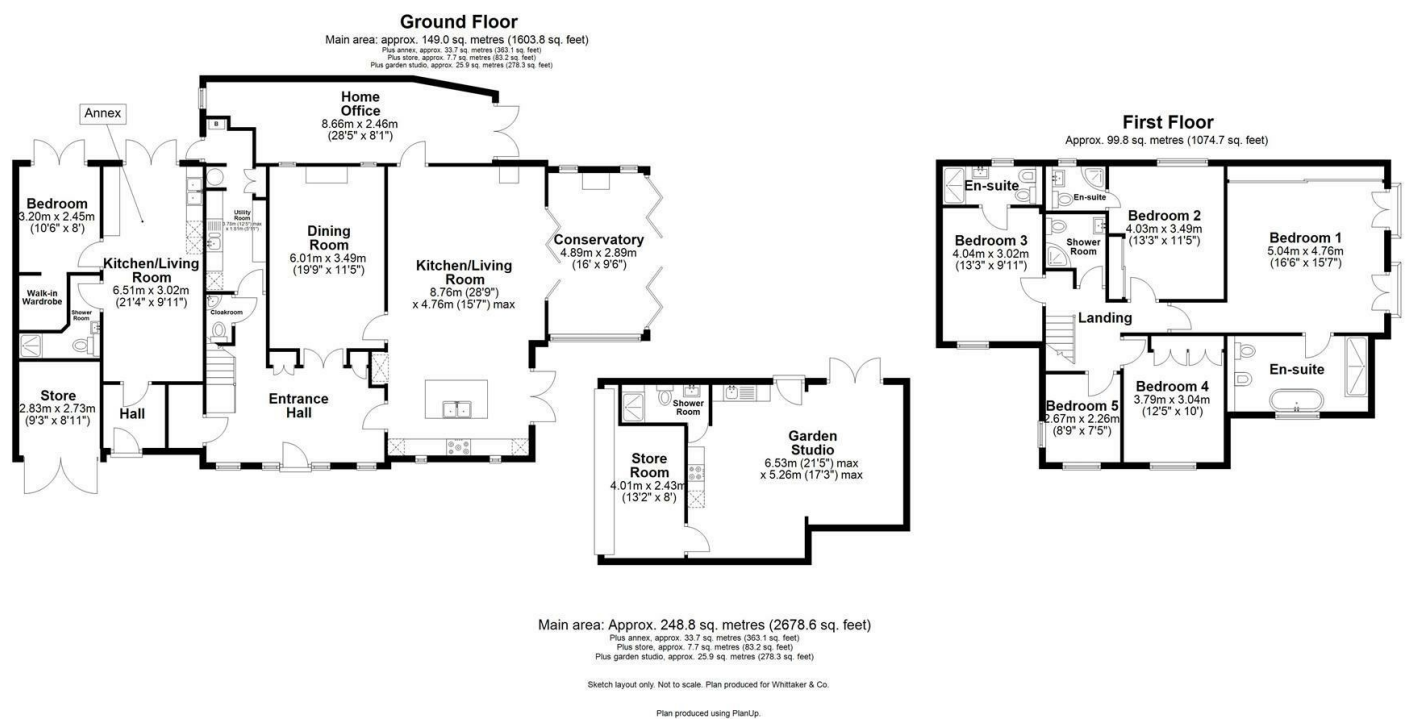 Ground Floor
Main area: approx. 149.0 sq. metres (1603.8 sq. feet)
Plus annex, approx. 33.7 sq. metres (363.1 sq. feet)
Plus store, approx. 7.7 sq. metres (83.2 sq. feet)
Plus garden studio, approx. 25.9 sq. metres (278.3 sq. feet)
Annex
Home
Office
8.66m x 2.46m
(28'5" x 8'1")
B
Bedroom
3.20m x 2.45m
(10'6" x 8')
Kitchen/Living
Room
6.51m x 3.02m
(21'4" x 9'11")
Walk-in
Wardrobe
Shower
Room
Store
2.83m x 2.73m
(9'3" x 8'11")
Hall
Utility
Room
Cloakroom
Dining
Room
6.01m x 3.49m
(19'9" x 11'5")
Entrance
Hall
Kitchen/Living
Room
8.76m (28'9")
x 4.76m (15'7") max
Conservatory
4.89m x 2.89m
(16' x 9'6")
Shower
Room
Store
Room
4.01m x 2.43m
(13'2" x 8')
Garden
Studio
6.53m (21'5") max
x 5.26m (17'3") max
First Floor
Approx. 99.8 sq. metres (1074.7 sq. feet)
En-suite
En-suite
Bedroom 3
4.04m x 3.02m
(13'3" x 9'11")
Shower
Room
Bedroom 2
4.03m x 3.49m
(13'3" x 11'5")
Bedroom 1
5.04m x 4.76m
(16'6" x 15'7")
Landing
Bedroom 5
2.67m x 2.26m
(8'9" x 7'5")
Bedroom 4
3.79m x 3.04m
(12'5" x 10')
En-suite
Main area: Approx. 248.8 sq. metres (2678.6 sq. feet)
Plus annex, approx. 33.7 sq. metres (363.1 sq. feet)
Plus store, approx. 7.7 sq. metres (83.2 sq. feet)
Plus garden studio, approx. 25.9 sq. metres (278.3 sq. feet)
Sketch layout only. Not to scale. Plan produced for Whittaker & Co.
Plan produced using PlanUp.